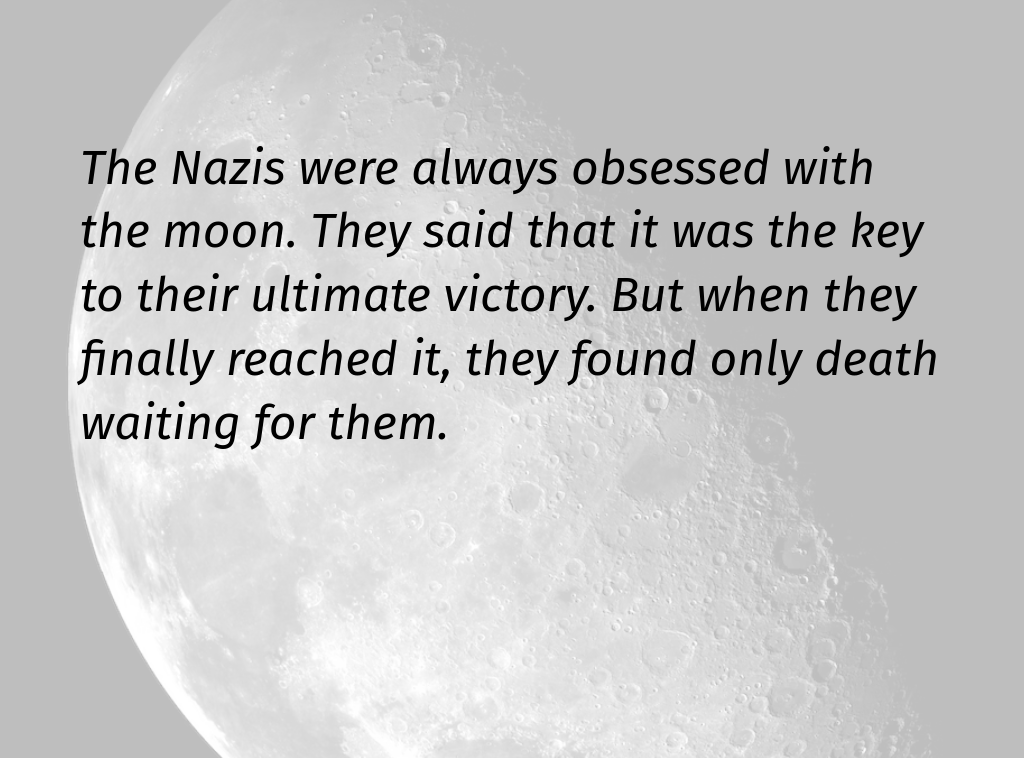 The Nazis were always obsessed with
the moon. They said that it was the key
to their ultimate victory. But when they
finally reached it, they found only death
waiting for them.